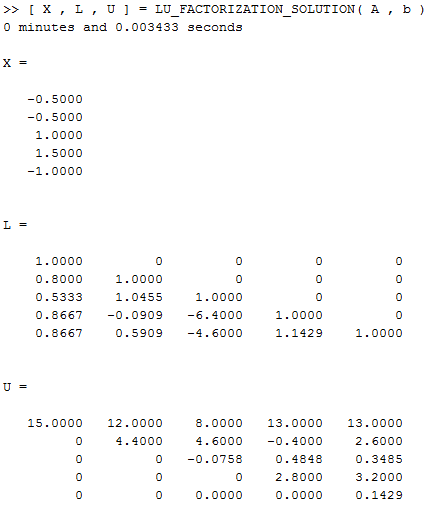 >> [ X , L , U ] = LU_FACTORIZATION_SOLUTION( A , b )
0 minutes and 0.003433 seconds
X =
-0.5000
-0.5000
1.0000
1.5000
-1.0000
L =
1.0000 0 0 0 0
0.8000 1.0000 0 0 0
0.5333 1.0455 1.0000 0 0
0.8667 -0.0909 -6.4000 1.0000 0
0.8667 0.5909 -4.6000 1.1429 1.0000
U =
15.0000 12.0000 8.0000 13.0000 13.0000
0 4.4000 4.6000 -0.4000 2.6000
0 0 -0.0758 0.4848 0.3485
0 0 0 2.8000 3.2000
0 0 0.0000 0.0000 0.1429